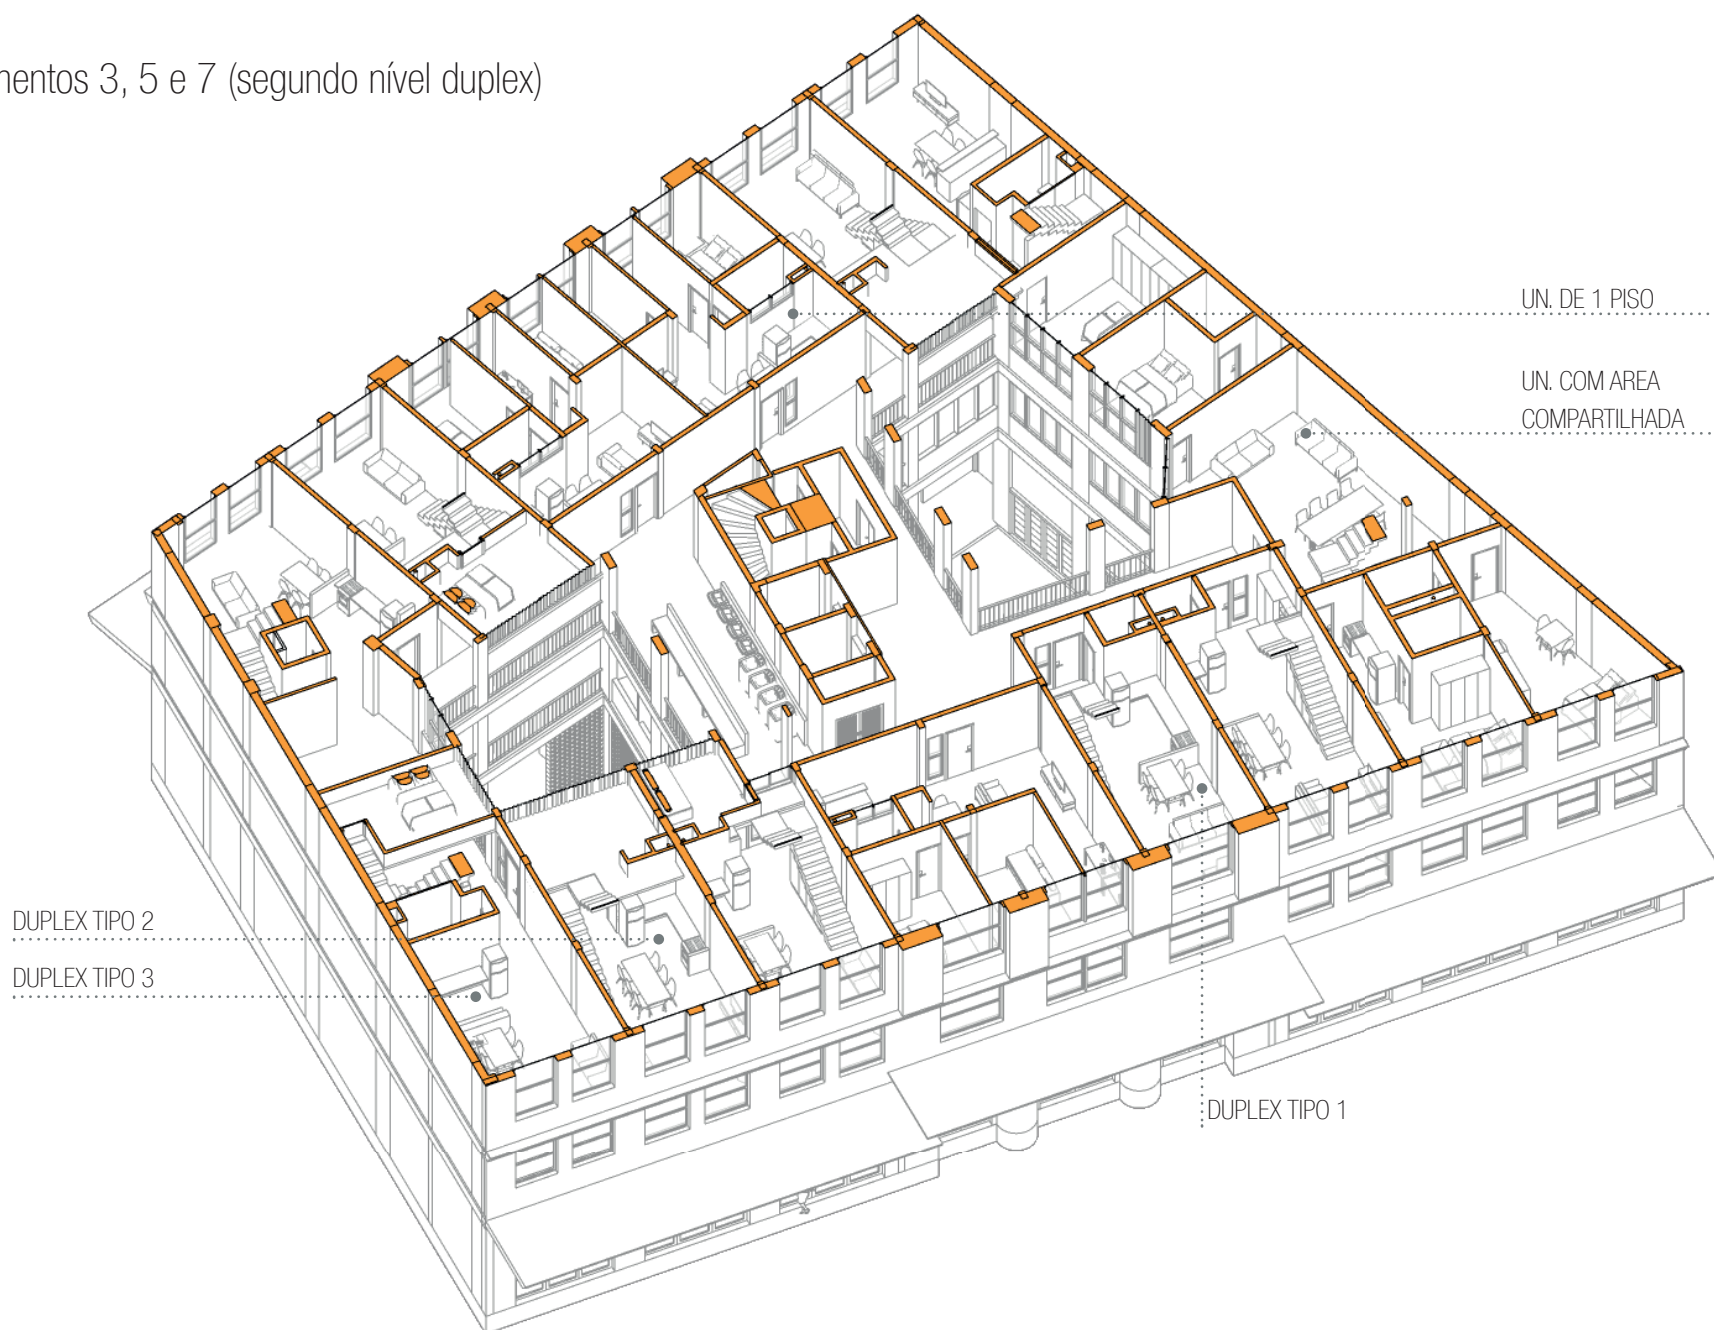 mentos 3, 5 e 7 (segundo nível duplex)
UN. DE 1 PISO
UN. COM AREA
COMPARTILHADA
DUPLEX TIPO 2
DUPLEX TIPO 3
DUPLEX TIPO 1